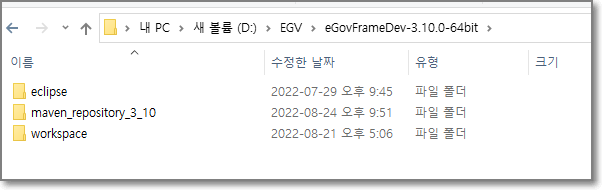 내 PC > 새 볼륨 (D:) > EGV > eGovFrameDev-3.10.0-64bit >
이름 수정한 날짜 유형 크기
eclipse 2022-07-29 오후 9:45 파일 폴더
maven_repository_3_10 2022-08-24 오후 9:51 파일 폴더
workspace 2022-08-21 오후 5:06 파일 폴더